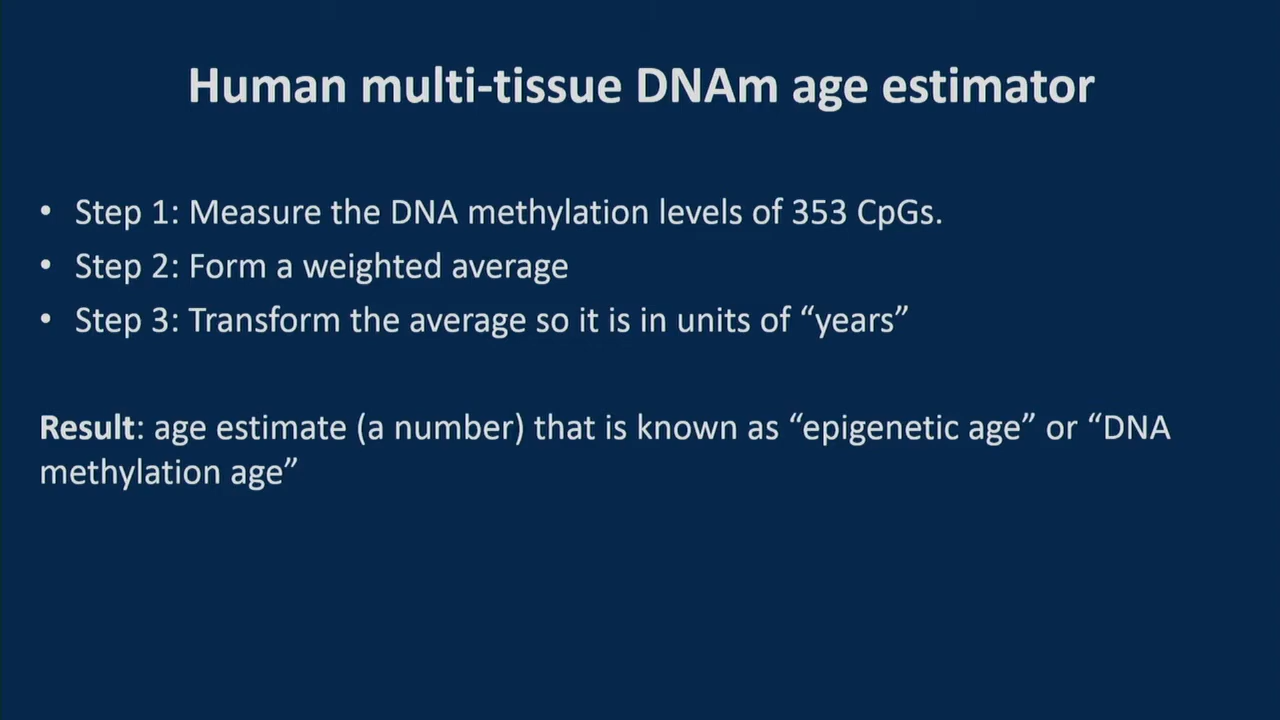 Human multi-tissue DNAm age estimator
• Step 1: Measure the DNA methylation levels of 353 CpGs.
• Step 2: Form a weighted average
• Step 3: Transform the average so it is in units of “years”
Result: age estimate (a number) that is known as “epigenetic age” or “DNA
methylation age”